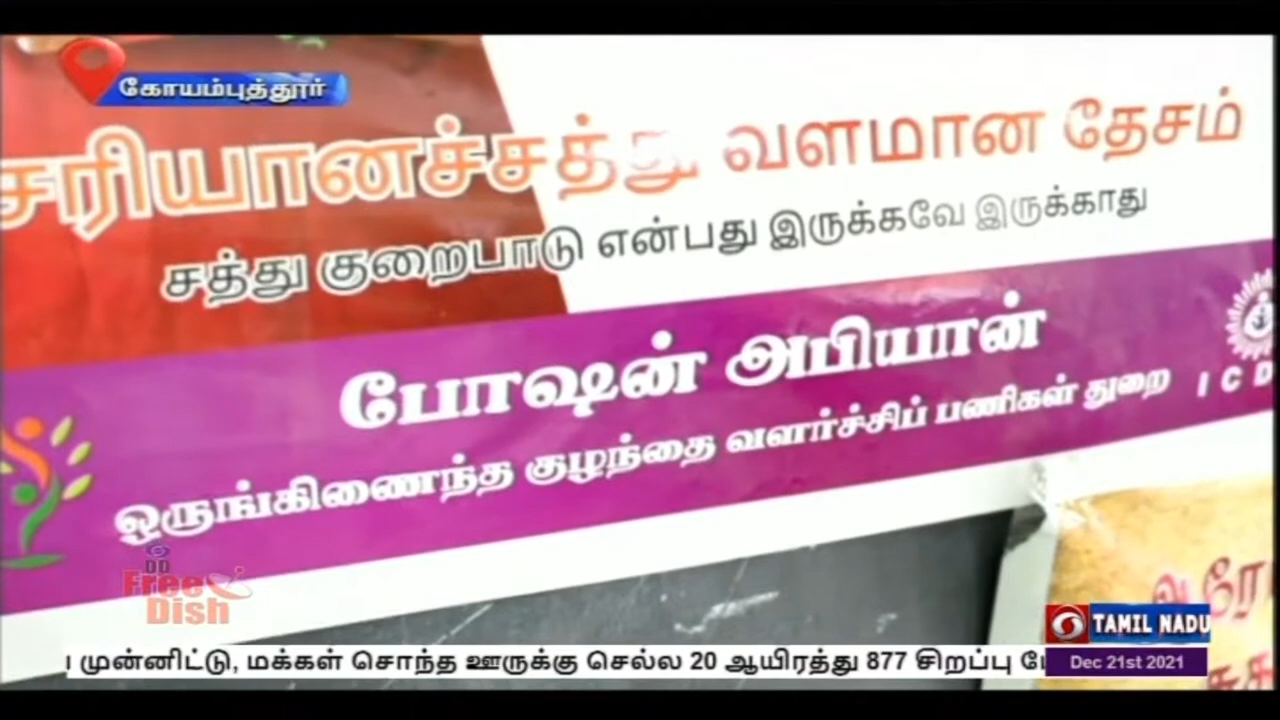 கோயம்புத்தூர்
சரியானச்சத்து வளமான தேசம்
சத்து குறைபாடு என்பது இருக்கவே இருக்காது
போஷன் அபியான்
ஒருங்கிணைந்த குழந்தை வளர்ச்சிப் பணிகள் துறை
I C D
DD
Free
Dish
TAMIL NADU
முன்னிட்டு, மக்கள் சொந்த ஊருக்கு செல்ல 20 ஆயிரத்து 877 சிறப்பு
Dec 21st 2021